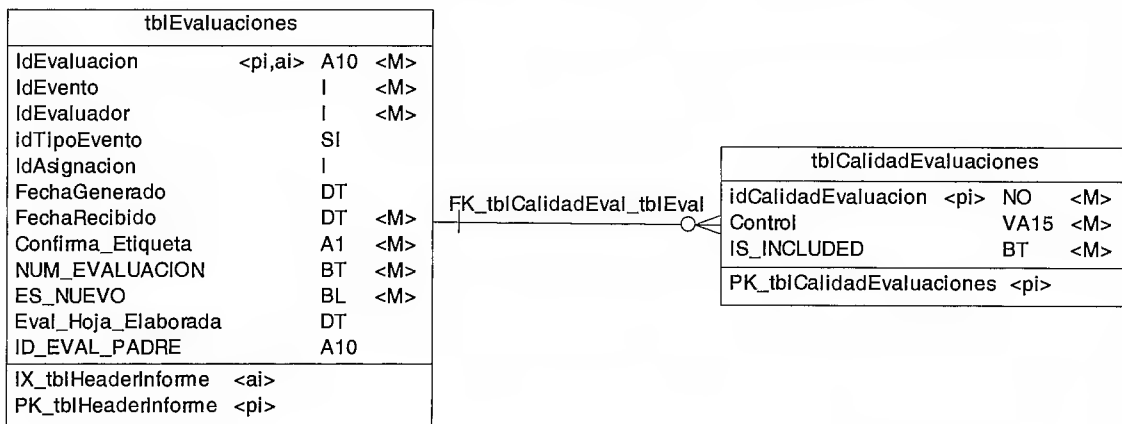 tblEvaluaciones
IdEvaluacion <pi,ai> A10 <M>
IdEvento I <M>
IdEvaluador I <M>
idTipoEvento SI
IdAsignacion I
FechaGenerado DT
FechaRecibido DT <M>
Confirma_Etiqueta A1 <M>
NUM_EVALUACION BT <M>
ES_NUEVO BL <M>
Eval_Hoja_Elaborada DT
ID_EVAL_PADRE A10
IX_tblHeaderInforme <ai>
PK_tblHeaderInforme <pi>
FK_tblCalidadEval_tblEval
tblCalidadEvaluaciones
idCalidadEvaluacion <pi> NO <M>
Control VA15 <M>
IS_INCLUDED BT <M>
PK_tblCalidadEvaluaciones <pi>